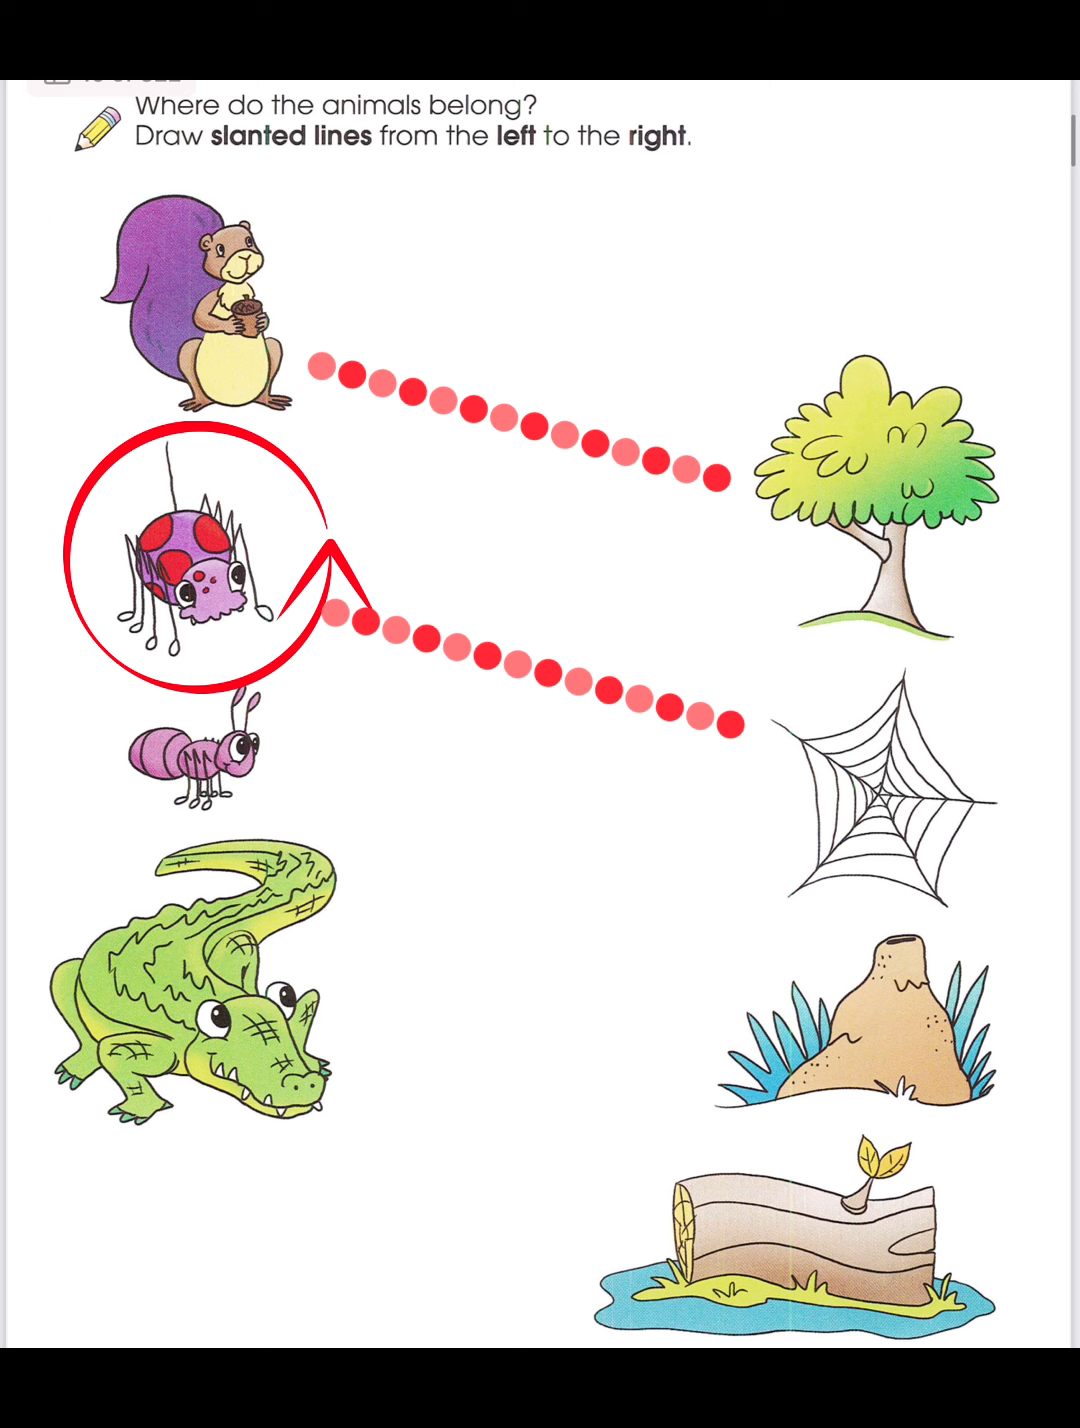 Where do the animals belong?
Draw slanted lines from the left to the right.